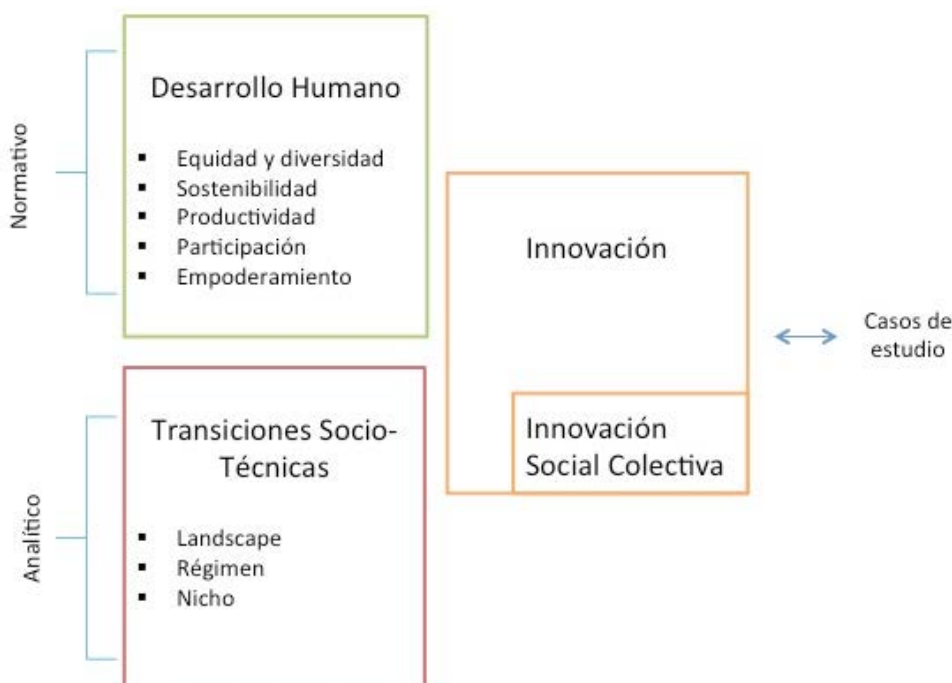 Normativo
Desarrollo Humano
▪ Equidad y diversidad
▪ Sostenibilidad
▪ Productividad
▪ Participación
▪ Empoderamiento
Analítico
Transiciones Socio-
Técnicas
▪ Landscape
▪ Régimen
▪ Nicho
Innovación
Innovación
Social Colectiva
Casos de
estudio